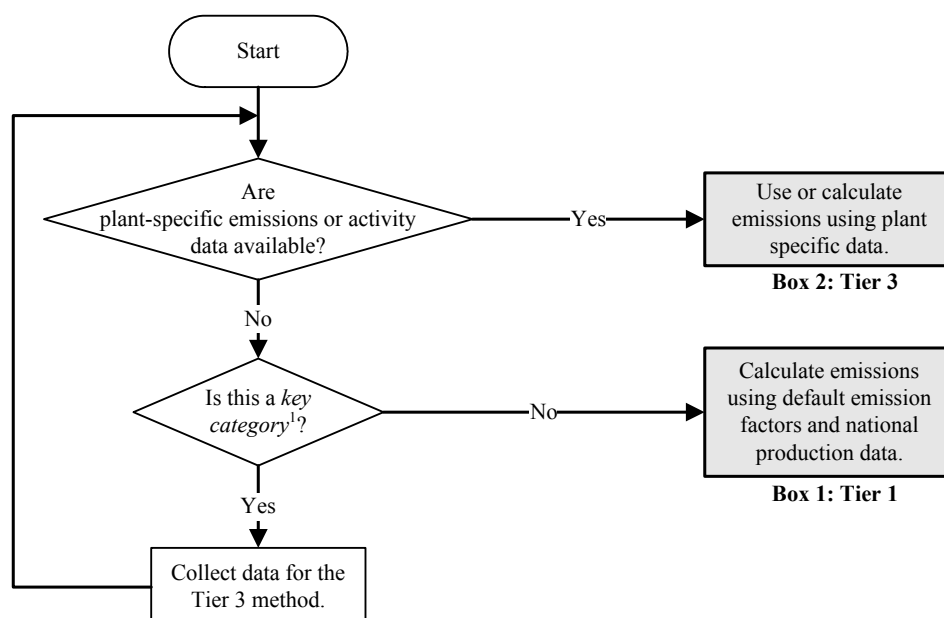 Start
Are
plant-specific emissions or activity
data available?
Yes
Use or calculate
emissions using plant
specific data.
Box 2: Tier 3
No
Is this a key
category¹?
No
Calculate emissions
using default emission
factors and national
production data.
Box 1: Tier 1
Yes
Collect data for the
Tier 3 method.